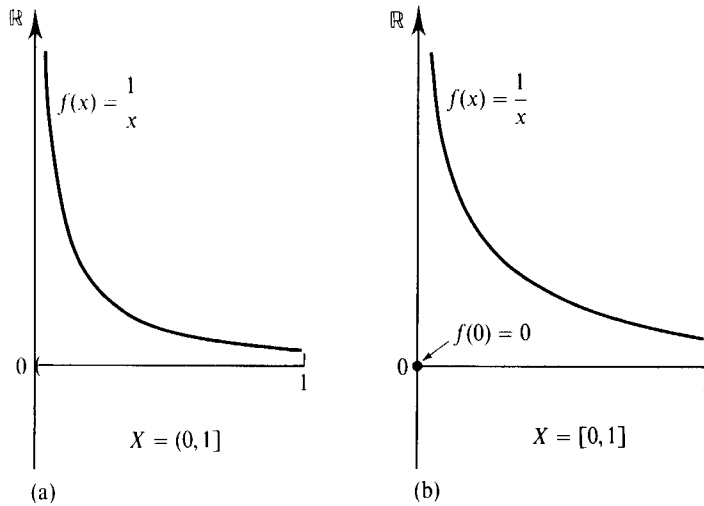 ℝ
f(x) = 1/x
0
1
X = (0, 1]
(a)
ℝ
f(x) = 1/x
f(0) = 0
0
X = [0, 1]
(b)